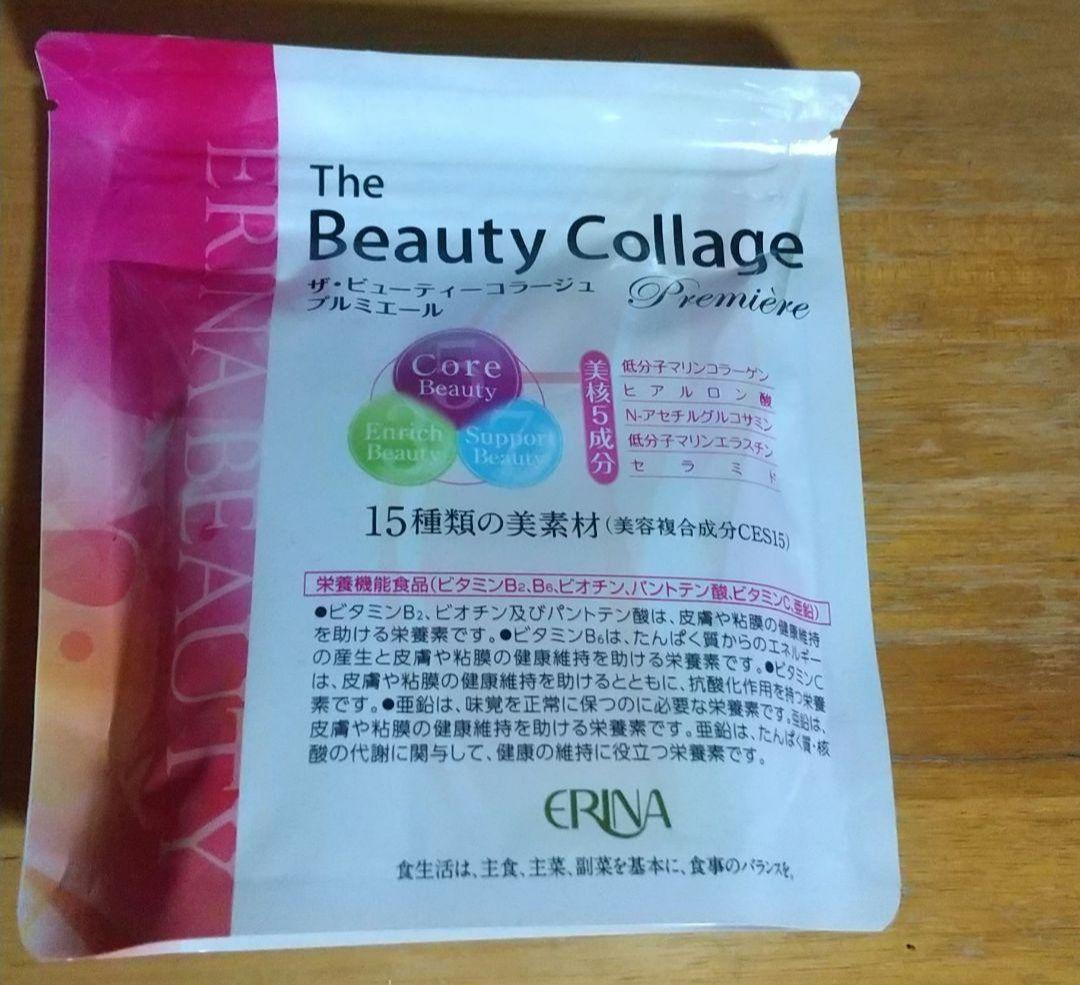 ERINA BEAUTY
The
Beauty Collage
ザ・ビューティーコラージュ
プルミエール
Première
Core
Beauty
Enrich
Beauty
Support
Beauty
5
3
7
美核5成分
低分子マリンコラーゲン
ヒアルロン酸
N-アセチルグルコサミン
低分子マリンエラスチン
セラミド
15種類の美素材(美容複合成分CES15)
栄養機能食品(ビタミンB₂、B₆、ビオチン、パントテン酸、ビタミンC、亜鉛)
●ビタミンB₂、ビオチン及びパントテン酸は、皮膚や粘膜の健康維持
を助ける栄養素です。●ビタミンB₆は、たんぱく質からのエネルギー
の産生と皮膚や粘膜の健康維持を助ける栄養素です。●ビタミンC
は、皮膚や粘膜の健康維持を助けるとともに、抗酸化作用を持つ栄養
素です。●亜鉛は、味覚を正常に保つのに必要な栄養素です。亜鉛は、
皮膚や粘膜の健康維持を助ける栄養素です。亜鉛は、たんぱく質・核
酸の代謝に関与して、健康の維持に役立つ栄養素です。
ERINA
食生活は、主食、主菜、副菜を基本に、食事のバランスを。